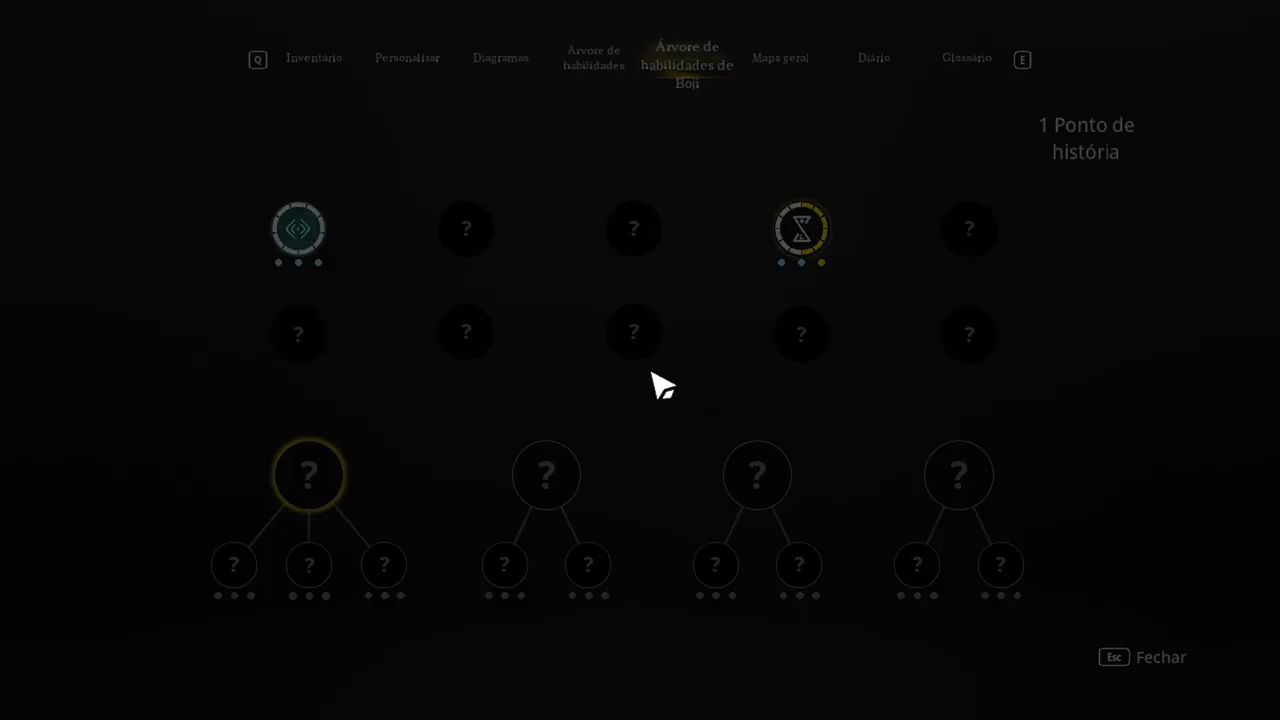 Q
Inventário
Personalizar
Diagramas
Árvore de
habilidades
Árvore de
habilidades de
Boji
Mapa geral
Diário
Glossário
E
1 Ponto de
história
? ? ?
? ? ? ? ?
? ? ? ?
? ? ? ? ? ? ? ? ?
Esc Fechar